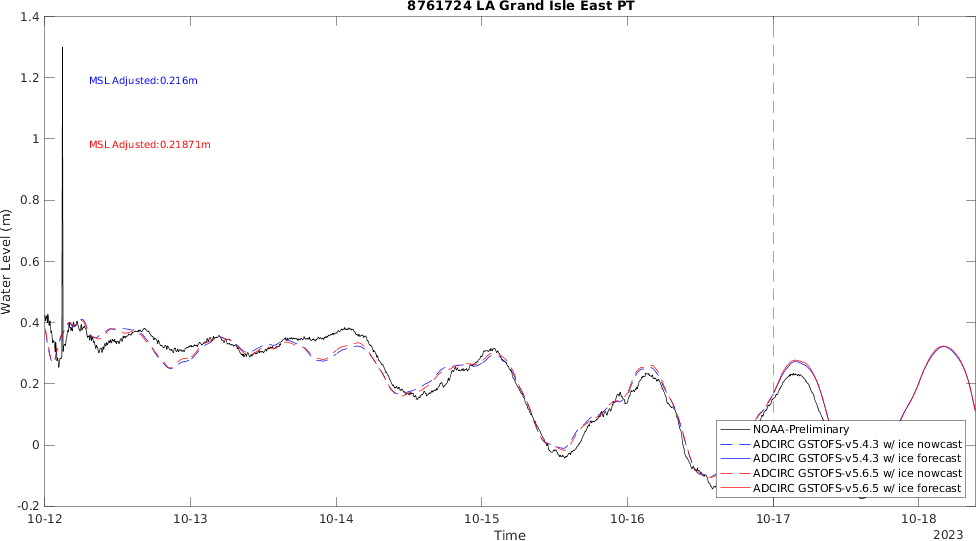 8761724 LA Grand Isle East PT
1.4
1.2
1
0.8
0.6
0.4
0.2
0
-0.2
Water Level (m)
MSL Adjusted:0.216m
MSL Adjusted:0.21871m
NOAA-Preliminary
ADCIRC GSTOFS-v5.4.3 w/ ice nowcast
ADCIRC GSTOFS-v5.4.3 w/ ice forecast
ADCIRC GSTOFS-v5.6.5 w/ ice nowcast
ADCIRC GSTOFS-v5.6.5 w/ ice forecast
10-12 10-13 10-14 10-15 10-16 10-17 10-18
Time
2023